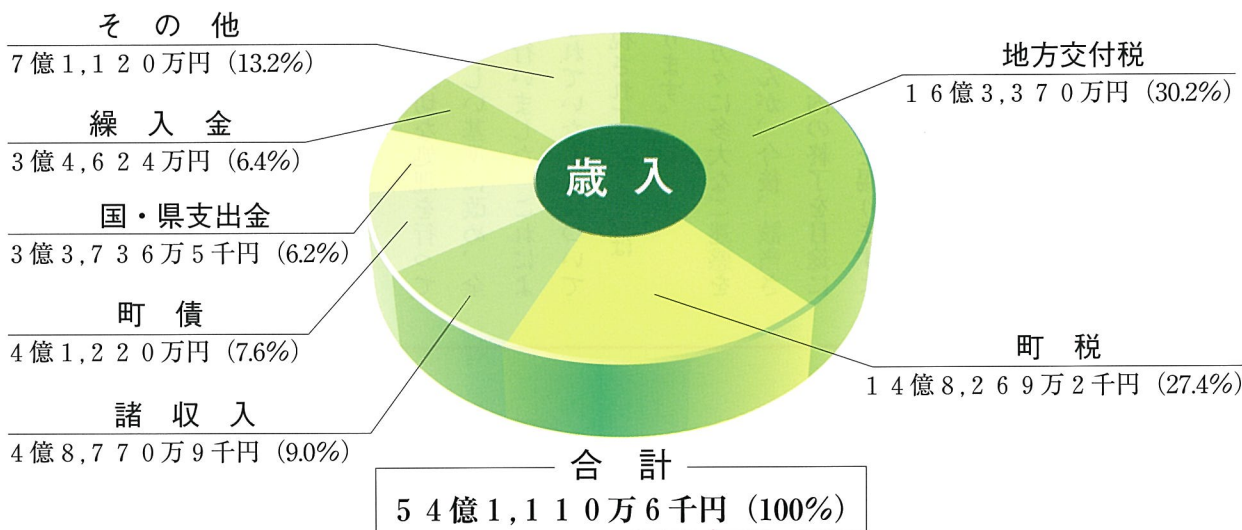 その他
7億1,120万円 (13.2%)
繰入金
3億4,624万円 (6.4%)
国・県支出金
3億3,736万5千円 (6.2%)
町債
4億1,220万円 (7.6%)
諸収入
4億8,770万9千円 (9.0%)
歳入
地方交付税
16億3,370万円 (30.2%)
町税
14億8,269万2千円 (27.4%)
合計
54億1,110万6千円 (100%)